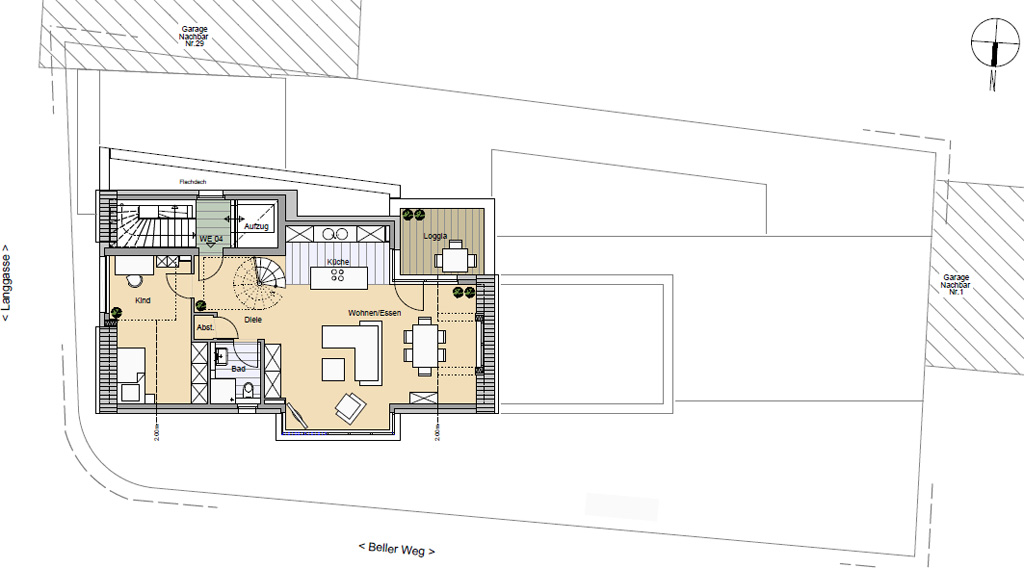 Garage
Nachbar
Nr.29
N
Flachdach
Aufzug
WE 04
Loggia
Küche
Kind
Wohnen/Essen
Diele
Abst.
Bad
Garage
Nachbar
Nr.1
< Langgasse >
2.00m
2.00m
< Beller Weg >